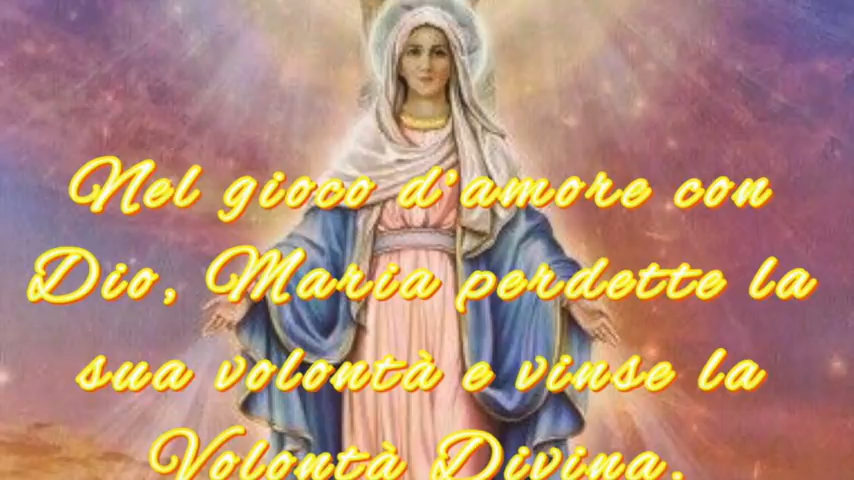 Nel gioco d'amore con
Dio, Maria perdette la
sua volontà e vinse la
Volontà Divina.